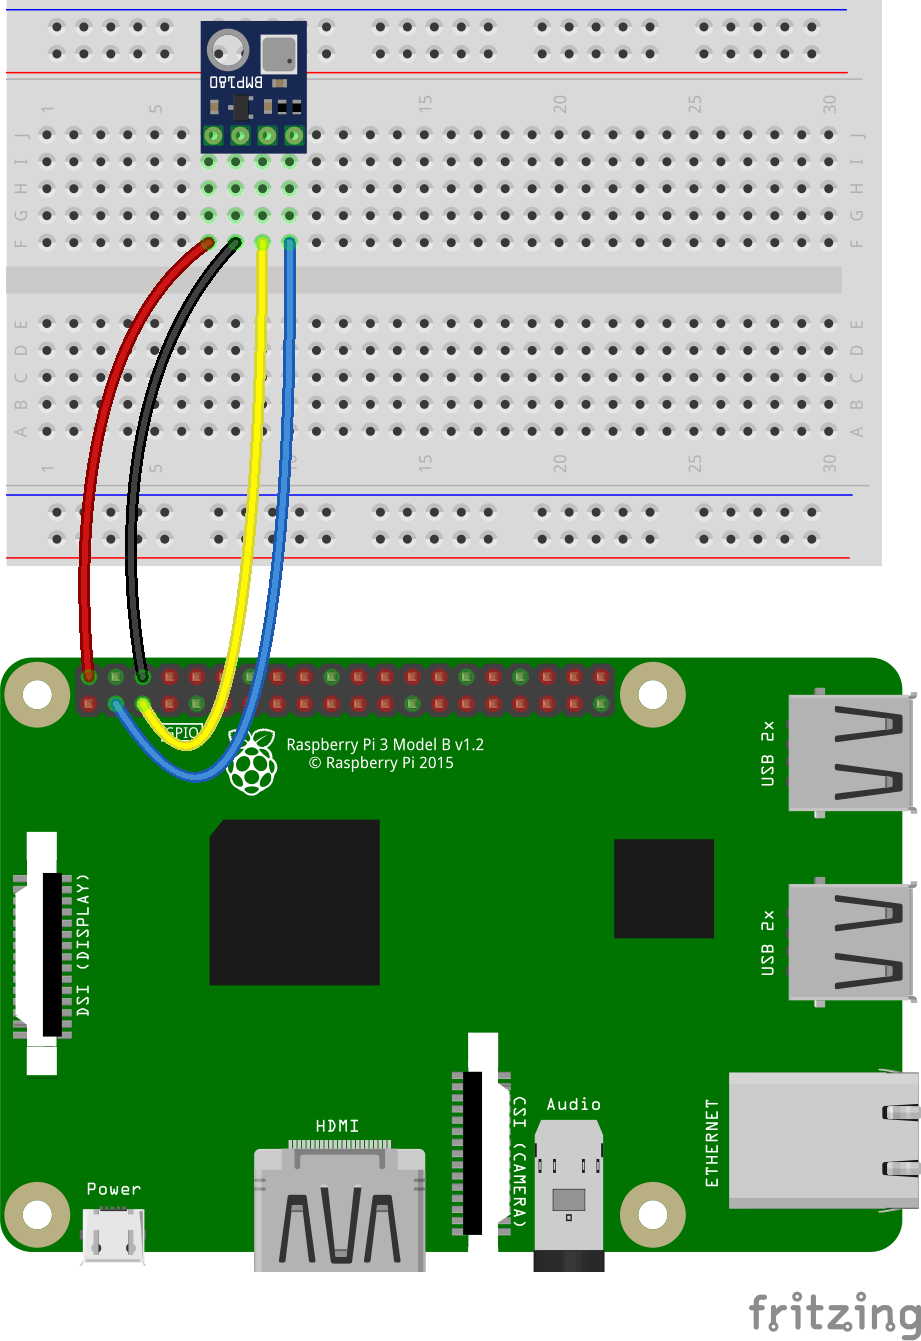 BMP180
1 5 15 20 25 30
J J
I I
H H
G G
F F
E E
D D
C C
B B
A A
1 5 10 15 20 25 30
GPIO
Raspberry Pi 3 Model B v1.2
© Raspberry Pi 2015
USB 2x
DSI (DISPLAY)
USB 2x
CSI (CAMERA)
Audio
ETHERNET
HDMI
Power
fritzing